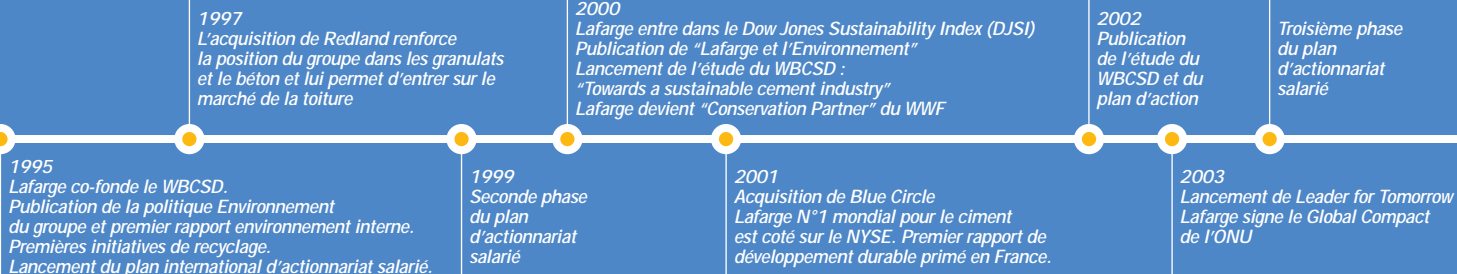 1997
L'acquisition de Redland renforce
la position du groupe dans les granulats
et le béton et lui permet d'entrer sur le
marché de la toiture
2000
Lafarge entre dans le Dow Jones Sustainability Index (DJSI)
Publication de “Lafarge et l'Environnement”
Lancement de l'étude du WBCSD :
“Towards a sustainable cement industry”
Lafarge devient “Conservation Partner” du WWF
2002
Publication
de l'étude du
WBCSD et du
plan d'action
Troisième phase
du plan
d'actionnariat
salarié
1995
Lafarge co-fonde le WBCSD.
Publication de la politique Environnement
du groupe et premier rapport environnement interne.
Premières initiatives de recyclage.
Lancement du plan international d'actionnariat salarié.
1999
Seconde phase
du plan
d'actionnariat
salarié
2001
Acquisition de Blue Circle
Lafarge N°1 mondial pour le ciment
est coté sur le NYSE. Premier rapport de
développement durable primé en France.
2003
Lancement de Leader for Tomorrow
Lafarge signe le Global Compact
de l'ONU